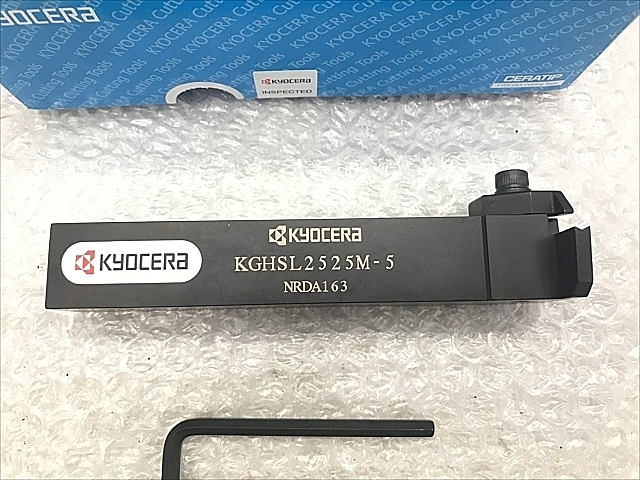 KYOCERA
KYOCERA
INSPECTED
CERATIP
KYOCERA
KYOCERA
KGHSL2525M-5
NRDA163